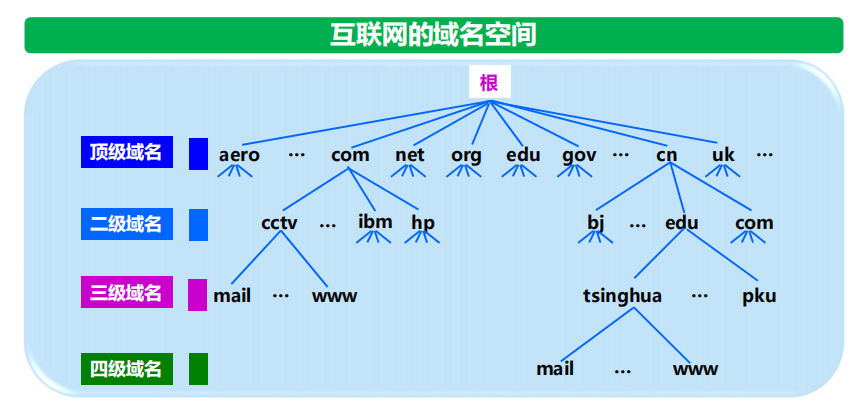 互联网的域名空间
根
顶级域名 aero … com net org edu gov … cn uk …
二级域名 cctv … ibm hp bj … edu com
三级域名 mail … www tsinghua … pku
四级域名 mail … www